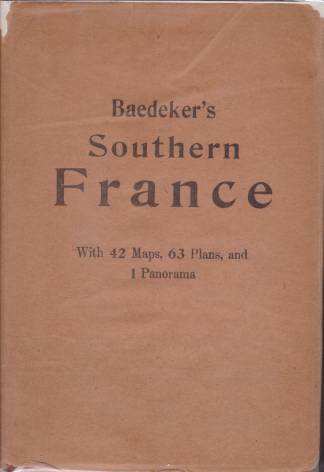 Baedeker's
Southern
France
With 42 Maps, 63 Plans, and
1 Panorama